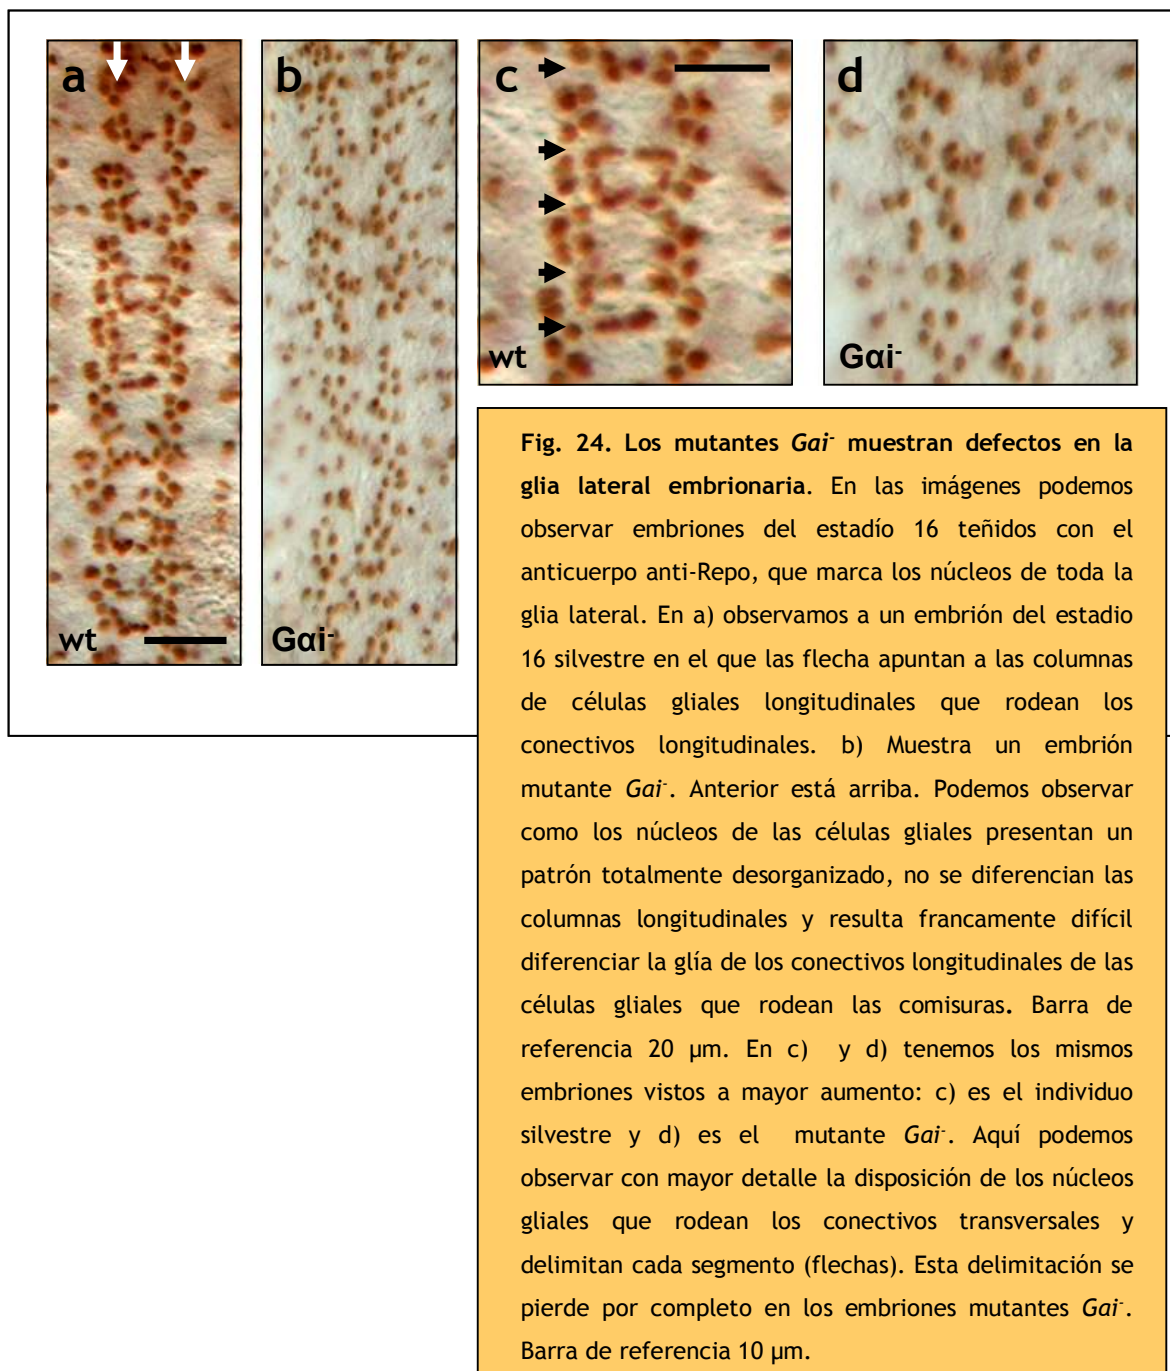 a
b
c
d
wt
Gαi-
wt
Gαi-
Fig. 24. Los mutantes Gai- muestran defectos en la
glia lateral embrionaria. En las imágenes podemos
observar embriones del estadío 16 teñidos con el
anticuerpo anti-Repo, que marca los núcleos de toda la
glia lateral. En a) observamos a un embrión del estadio
16 silvestre en el que las flecha apuntan a las columnas
de células gliales longitudinales que rodean los
conectivos longitudinales. b) Muestra un embrión
mutante Gai-. Anterior está arriba. Podemos observar
como los núcleos de las células gliales presentan un
patrón totalmente desorganizado, no se diferencian las
columnas longitudinales y resulta francamente difícil
diferenciar la glía de los conectivos longitudinales de las
células gliales que rodean las comisuras. Barra de
referencia 20 µm. En c) y d) tenemos los mismos
embriones vistos a mayor aumento: c) es el individuo
silvestre y d) es el mutante Gai-. Aquí podemos
observar con mayor detalle la disposición de los núcleos
gliales que rodean los conectivos transversales y
delimitan cada segmento (flechas). Esta delimitación se
pierde por completo en los embriones mutantes Gai-.
Barra de referencia 10 µm.